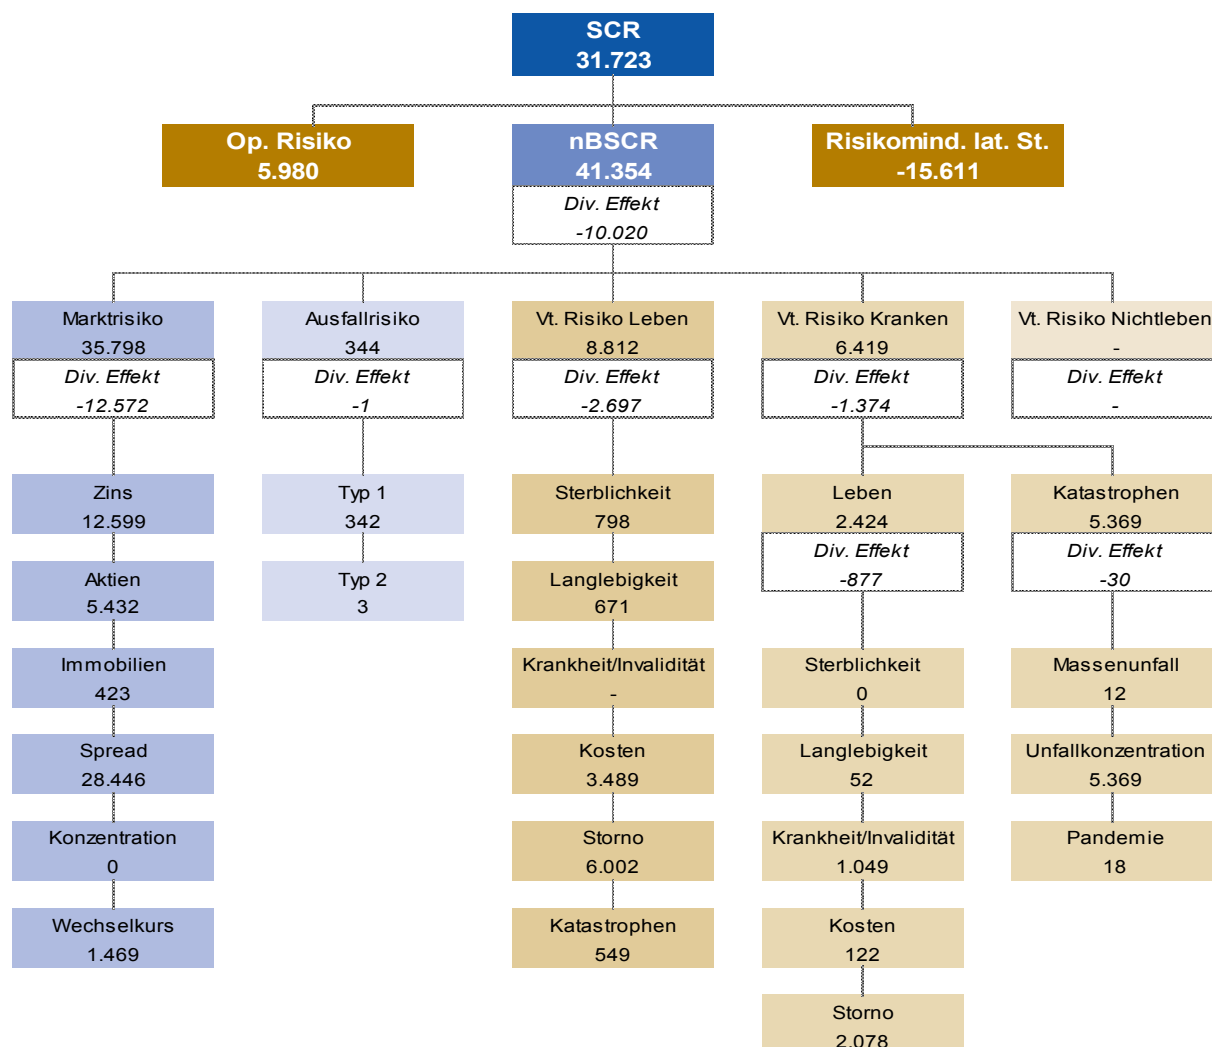 SCR
31.723
Op. Risiko
5.980
nBSCR
41.354
Risikomind. lat. St.
-15.611
Div. Effekt
-10.020
Marktrisiko
35.798
Div. Effekt
-12.572
Ausfallrisiko
344
Div. Effekt
-1
Vt. Risiko Leben
8.812
Div. Effekt
-2.697
Vt. Risiko Kranken
6.419
Div. Effekt
-1.374
Vt. Risiko Nichtleben
-
Div. Effekt
-
Zins
12.599
Aktien
5.432
Immobilien
423
Spread
28.446
Konzentration
0
Wechselkurs
1.469
Typ 1
342
Typ 2
3
Sterblichkeit
798
Langlebigkeit
671
Krankheit/Invalidität
-
Kosten
3.489
Storno
6.002
Katastrophen
549
Leben
2.424
Div. Effekt
-877
Sterblichkeit
0
Langlebigkeit
52
Krankheit/Invalidität
1.049
Kosten
122
Storno
2.078
Katastrophen
5.369
Div. Effekt
-30
Massenunfall
12
Unfallkonzentration
5.369
Pandemie
18